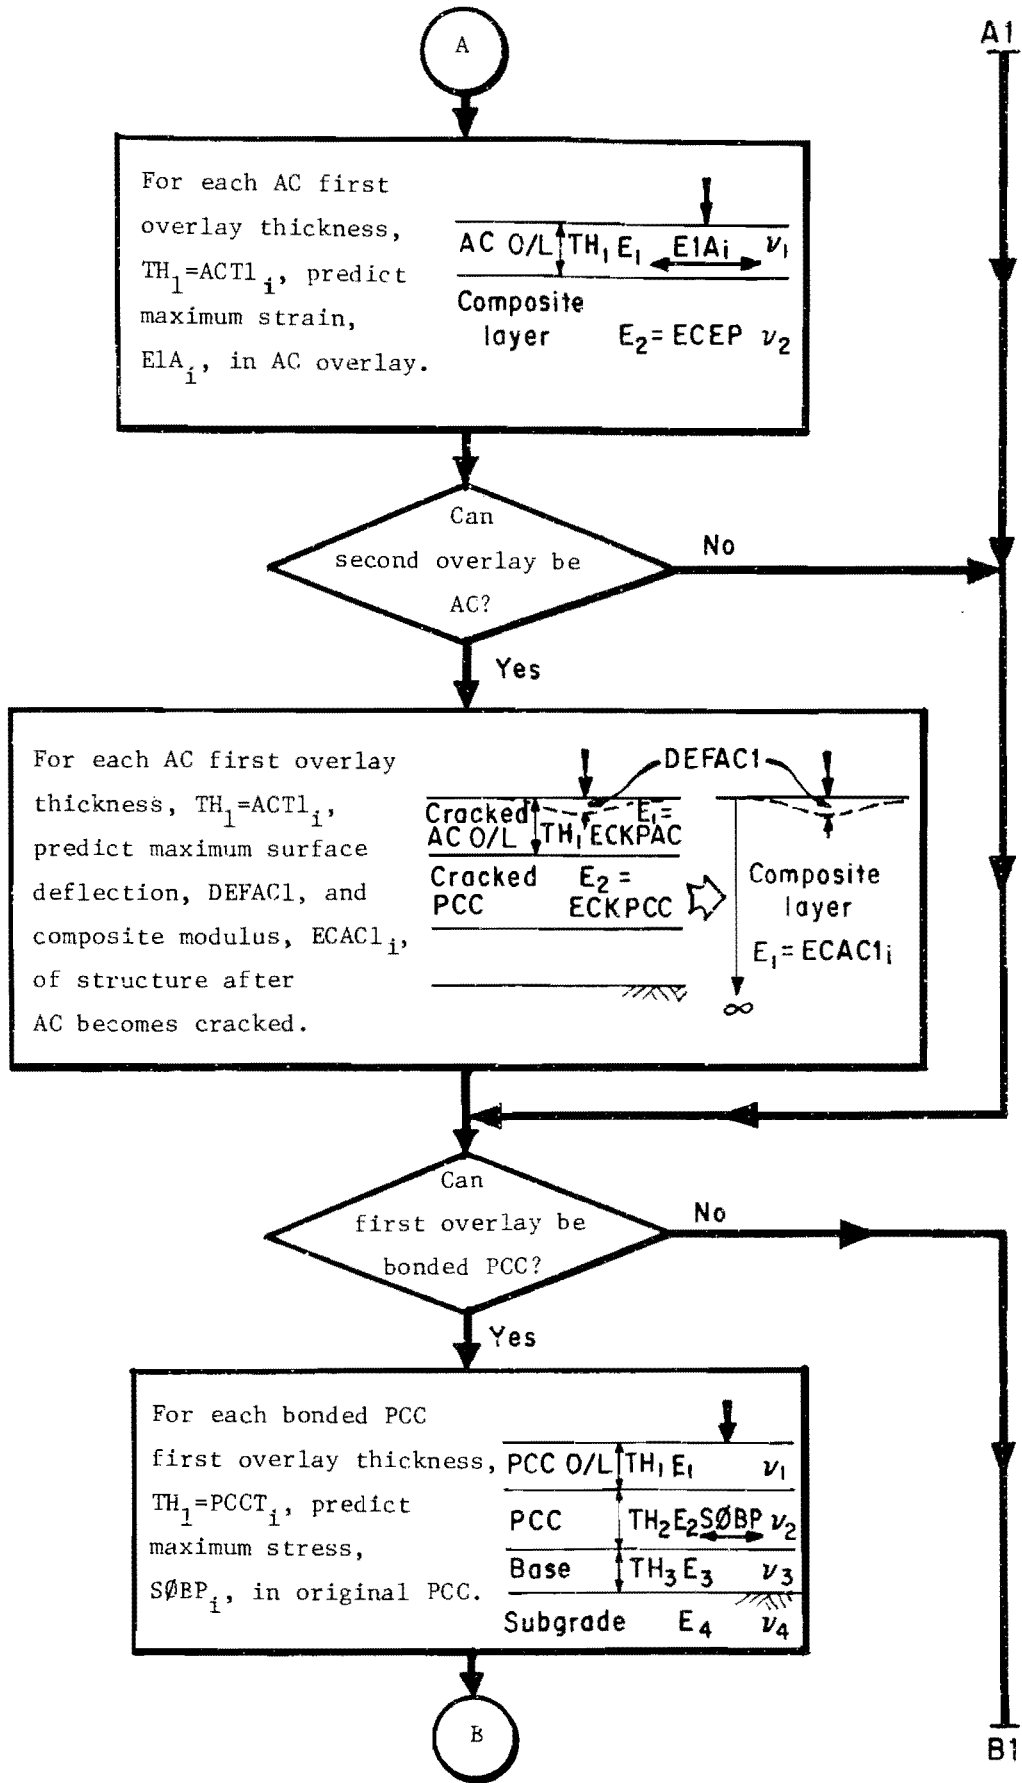 A
A1
For each AC first
overlay thickness,
TH₁=ACT1ᵢ, predict
maximum strain,
E1Aᵢ, in AC overlay.
AC O/L TH₁ E₁ E1Aᵢ ν₁
Composite
layer E₂ = ECEP ν₂
Can
second overlay be
AC?
No
Yes
For each AC first overlay
thickness, TH₁=ACT1ᵢ,
predict maximum surface
deflection, DEFAC1, and
composite modulus, ECAC1ᵢ,
of structure after
AC becomes cracked.
DEFAC1
Cracked E₁=
AC O/L TH₁ ECKPAC
Cracked E₂ =
PCC ECKPCC
Composite
layer
E₁ = ECAC1ᵢ
∞
Can
first overlay be
bonded PCC?
No
Yes
For each bonded PCC
first overlay thickness,
TH₁=PCCTᵢ, predict
maximum stress,
SØBPᵢ, in original PCC.
PCC O/L TH₁ E₁ ν₁
PCC TH₂ E₂ SØBP ν₂
Base TH₃ E₃ ν₃
Subgrade E₄ ν₄
B
B1